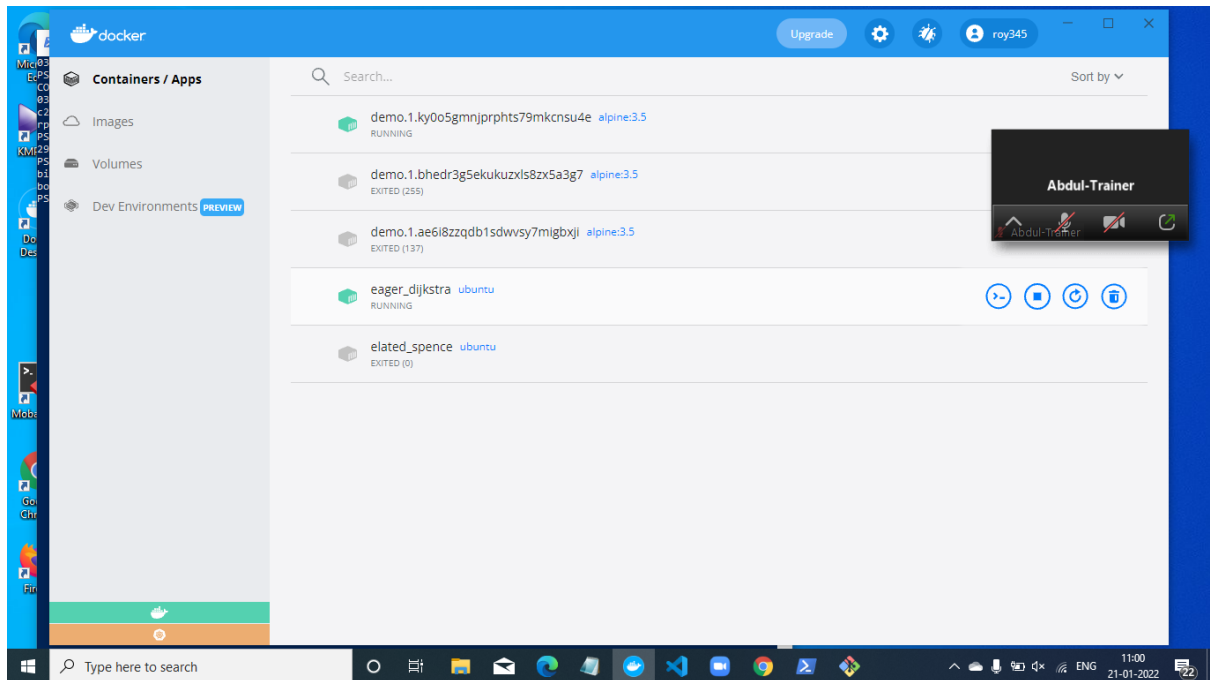 docker
Upgrade
roy345
Containers / Apps
Images
Volumes
Dev Environments PREVIEW
Search...
Sort by
demo.1.ky0o5gmnjprphts79mkcnsu4e alpine:3.5
RUNNING
demo.1.bhedr3g5ekukuzxls8zx5a3g7 alpine:3.5
EXITED (255)
demo.1.ae6i8zzqdb1sdwvsy7migbxji alpine:3.5
EXITED (137)
eager_dijkstra ubuntu
RUNNING
elated_spence ubuntu
EXITED (0)
Abdul-Trainer
Abdul-Trainer
Type here to search
ENG
11:00
21-01-2022
22